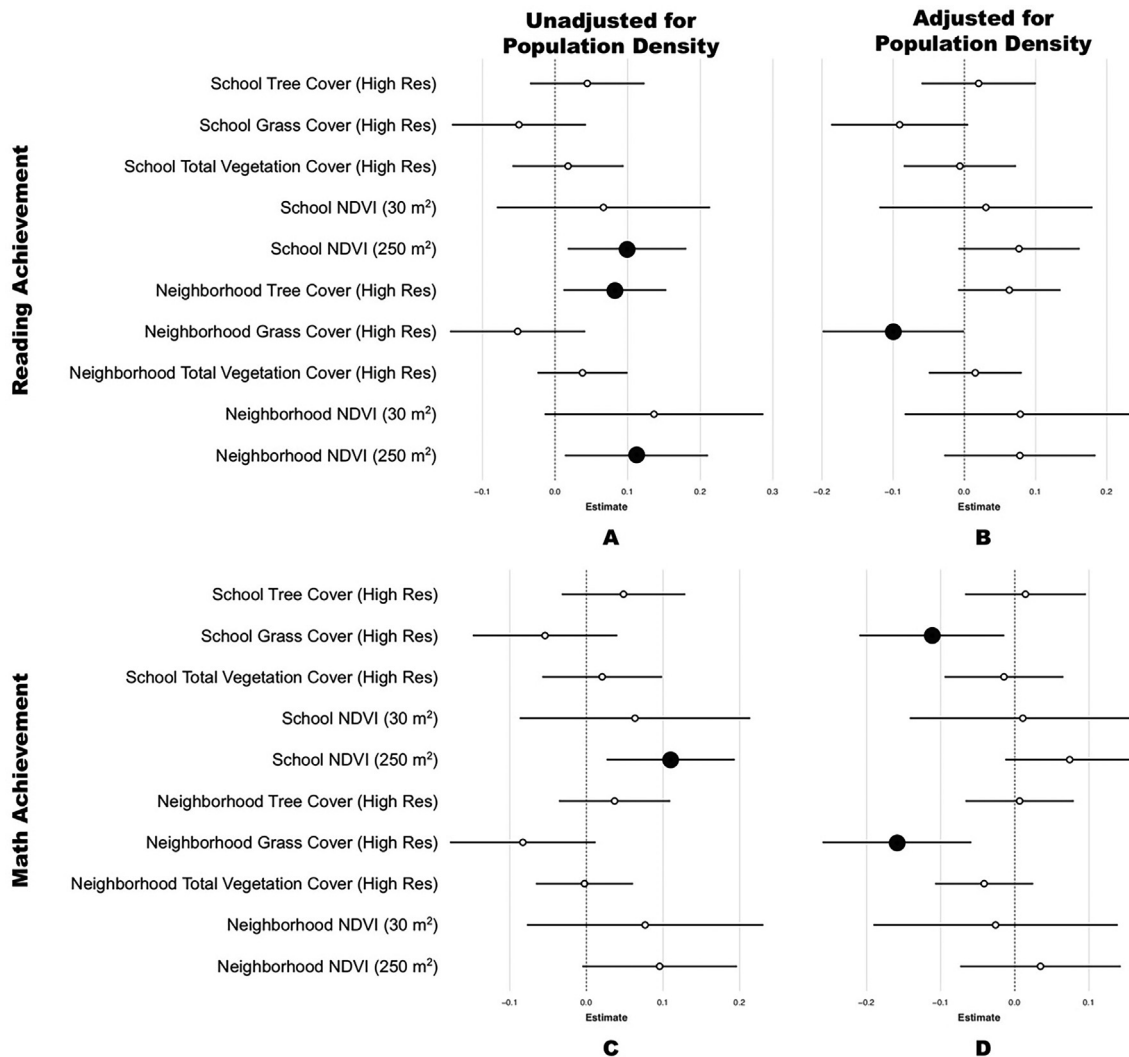 Unadjusted for
Population Density
Adjusted for
Population Density
Reading Achievement
School Tree Cover (High Res)
School Grass Cover (High Res)
School Total Vegetation Cover (High Res)
School NDVI (30 m²)
School NDVI (250 m²)
Neighborhood Tree Cover (High Res)
Neighborhood Grass Cover (High Res)
Neighborhood Total Vegetation Cover (High Res)
Neighborhood NDVI (30 m²)
Neighborhood NDVI (250 m²)
−0.1 0.0 0.1 0.2 0.3
Estimate
A
−0.2 −0.1 0.0 0.1 0.2
Estimate
B
Math Achievement
School Tree Cover (High Res)
School Grass Cover (High Res)
School Total Vegetation Cover (High Res)
School NDVI (30 m²)
School NDVI (250 m²)
Neighborhood Tree Cover (High Res)
Neighborhood Grass Cover (High Res)
Neighborhood Total Vegetation Cover (High Res)
Neighborhood NDVI (30 m²)
Neighborhood NDVI (250 m²)
−0.1 0.0 0.1 0.2
Estimate
C
−0.2 −0.1 0.0 0.1
Estimate
D